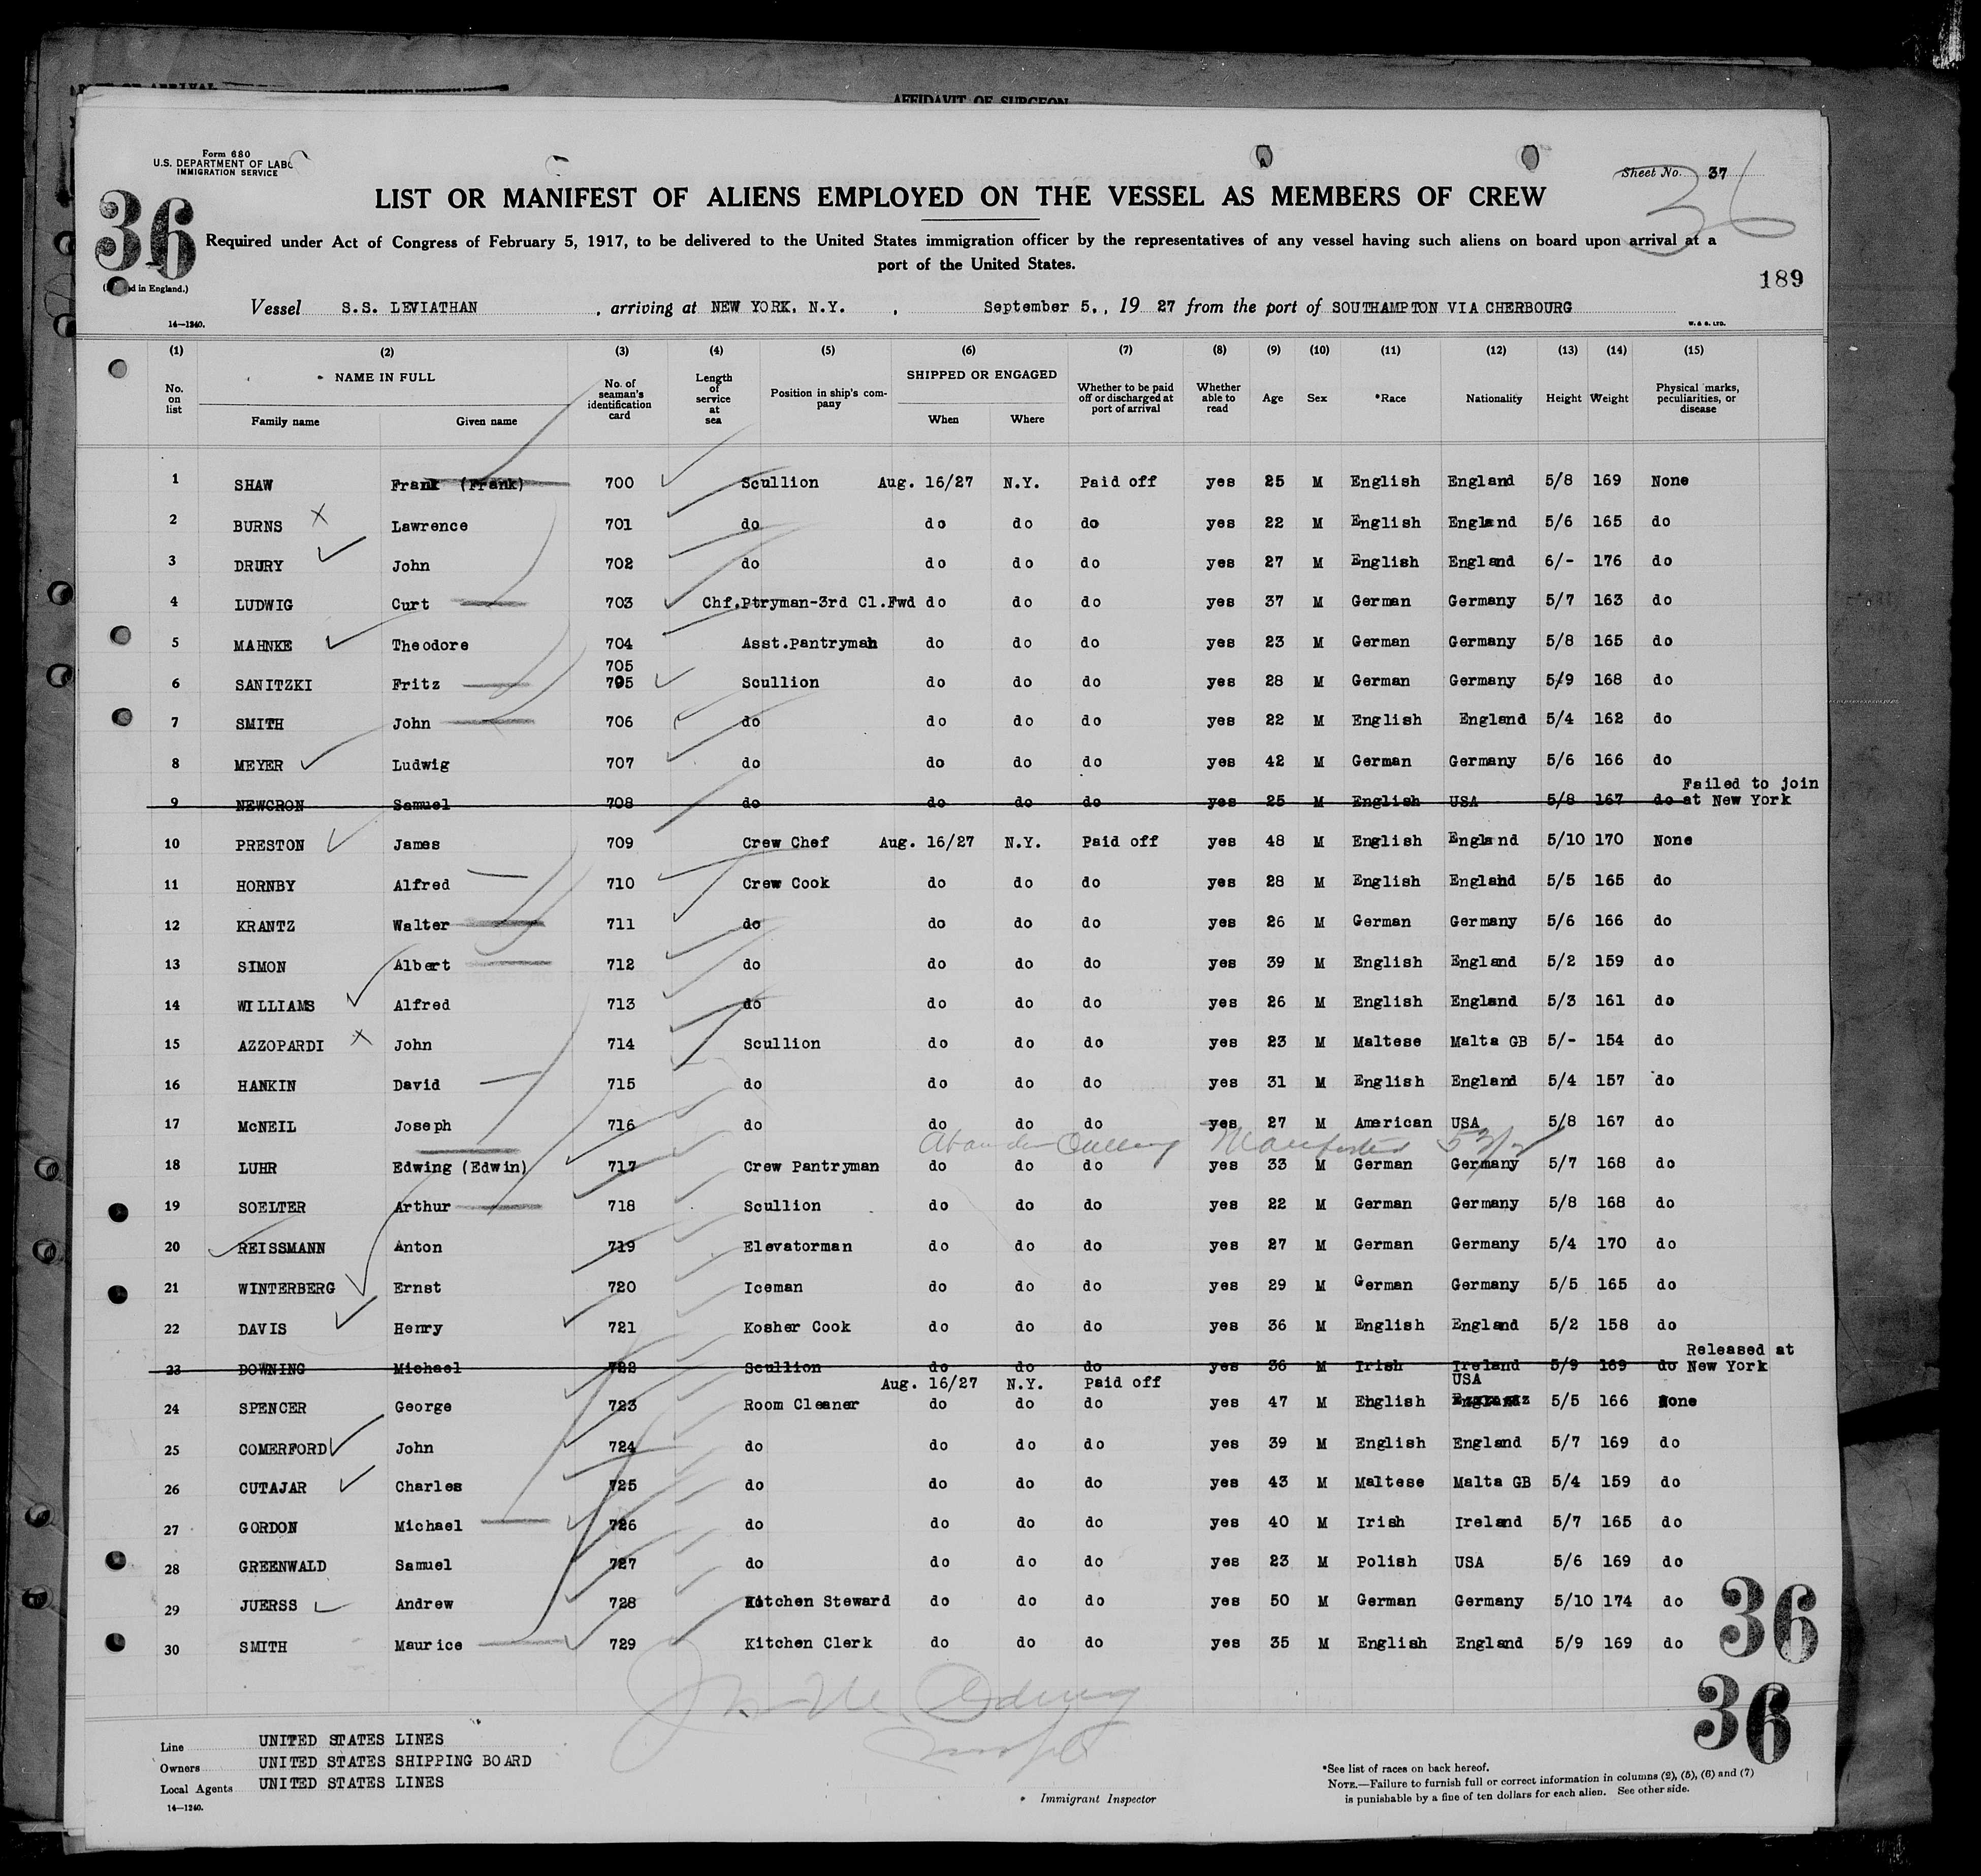 AFFIDAVIT OF SURGEON
Form 680
U.S. DEPARTMENT OF LABO
IMMIGRATION SERVICE
Sheet No. 37
36
36
LIST OR MANIFEST OF ALIENS EMPLOYED ON THE VESSEL AS MEMBERS OF CREW
Required under Act of Congress of February 5, 1917, to be delivered to the United States immigration officer by the representatives of any vessel having such aliens on board upon arrival at a
port of the United States.
in England.)
189
Vessel S.S. LEVIATHAN , arriving at NEW YORK, N.Y. , September 5., 19 27 from the port of SOUTHAMPTON VIA CHERBOURG
14—1240.
W. & S. LTD.
(1) (2) (3) (4) (5) (6) (7) (8) (9) (10) (11) (12) (13) (14) (15)
No. on list NAME IN FULL Family name Given name No. of seaman's identification card Length of service at sea Position in ship's company SHIPPED OR ENGAGED When Where Whether to be paid off or discharged at port of arrival Whether able to read Age Sex *Race Nationality Height Weight Physical marks, peculiarities, or disease
1 SHAW Frank (Frank) 700 Scullion Aug. 16/27 N.Y. Paid off yes 25 M English England 5/8 169 None
2 BURNS X Lawrence 701 do do do do yes 22 M English England 5/6 165 do
3 DRURY John 702 do do do do yes 27 M English England 6/- 176 do
4 LUDWIG Curt 703 Chf.Ptryman-3rd Cl.Fwd do do do yes 37 M German Germany 5/7 163 do
5 MAHNKE Theodore 704 Asst.Pantryman do do do yes 23 M German Germany 5/8 165 do
705
6 SANITZKI Fritz 795 Scullion do do do yes 28 M German Germany 5/9 168 do
7 SMITH John 706 do do do do yes 22 M English England 5/4 162 do
8 MEYER Ludwig 707 do do do do yes 42 M German Germany 5/6 166 do
Failed to join
9 NEWCRON Samuel 708 do do do do yes 25 M English USA 5/8 167 do at New York
10 PRESTON James 709 Crew Chef Aug. 16/27 N.Y. Paid off yes 48 M English England 5/10 170 None
11 HORNBY Alfred 710 Crew Cook do do do yes 28 M English England 5/5 165 do
12 KRANTZ Walter 711 do do do do yes 26 M German Germany 5/6 166 do
13 SIMON Albert 712 do do do do yes 39 M English England 5/2 159 do
14 WILLIAMS Alfred 713 do do do do yes 26 M English England 5/3 161 do
15 AZZOPARDI X John 714 Scullion do do do yes 23 M Maltese Malta GB 5/- 154 do
16 HANKIN David 715 do do do do yes 31 M English England 5/4 157 do
17 McNEIL Joseph 716 do do do do yes 27 M American USA 5/8 167 do
18 LUHR Edwing (Edwin) 717 Crew Pantryman do do do yes 33 M German Germany 5/7 168 do
19 SOELTER Arthur 718 Scullion do do do yes 22 M German Germany 5/8 168 do
20 REISSMANN Anton 719 Elevatorman do do do yes 27 M German Germany 5/4 170 do
21 WINTERBERG Ernst 720 Iceman do do do yes 29 M German Germany 5/5 165 do
22 DAVIS Henry 721 Kosher Cook do do do yes 36 M English England 5/2 158 do
Released at
23 DOWNING Michael 722 Scullion do do do yes 36 M Irish Ireland 5/9 169 do New York
Aug. 16/27 N.Y. Paid off USA
24 SPENCER George 723 Room Cleaner do do do yes 47 M English England 5/5 166 None
25 COMERFORD John 724 do do do do yes 39 M English England 5/7 169 do
26 CUTAJAR Charles 725 do do do do yes 43 M Maltese Malta GB 5/4 159 do
27 GORDON Michael 726 do do do do yes 40 M Irish Ireland 5/7 165 do
28 GREENWALD Samuel 727 do do do do yes 23 M Polish USA 5/6 169 do
29 JUERSS Andrew 728 Kitchen Steward do do do yes 50 M German Germany 5/10 174 do
30 SMITH Maurice 729 Kitchen Clerk do do do yes 35 M English England 5/9 169 do
36
36
Line UNITED STATES LINES
Owners UNITED STATES SHIPPING BOARD
Local Agents UNITED STATES LINES
14—1240.
Immigrant Inspector
*See list of races on back hereof.
NOTE.—Failure to furnish full or correct information in columns (2), (5), (6) and (7)
is punishable by a fine of ten dollars for each alien. See other side.